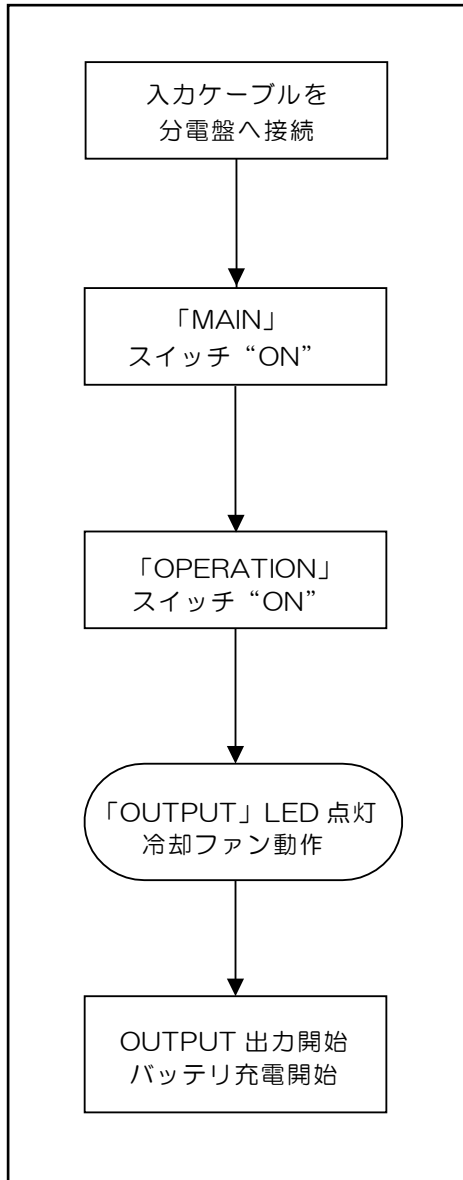 入力ケーブルを
分電盤へ接続
「MAIN」
スイッチ“ON”
「OPERATION」
スイッチ“ON”
「OUTPUT」LED 点灯
冷却ファン動作
OUTPUT 出力開始
バッテリ充電開始